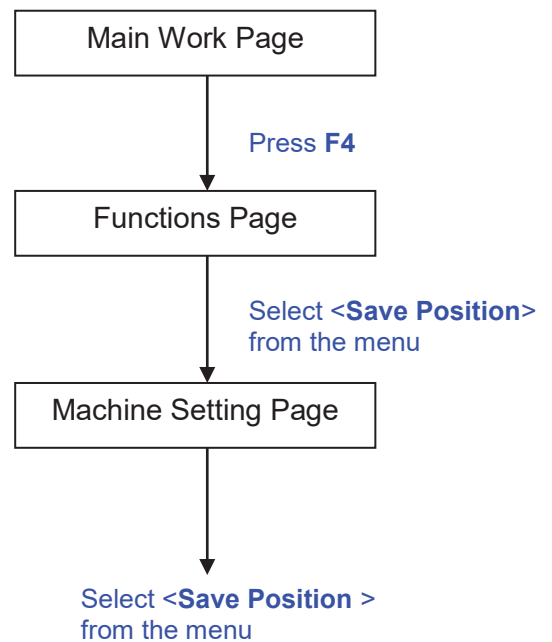 Main Work Page
Press F4
Functions Page
Select <Save Position>
from the menu
Machine Setting Page
Select <Save Position >
from the menu